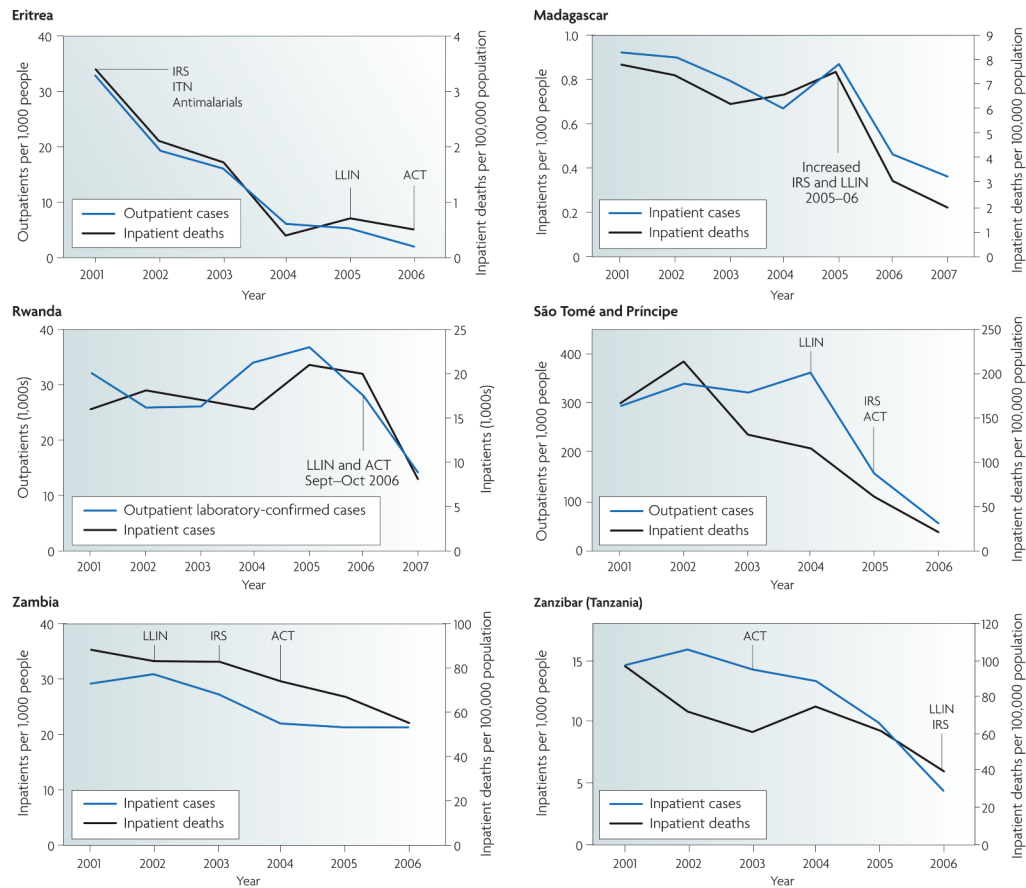 Eritrea
40
30
20
10
0
Outpatients per 1,000 people
4
3
2
1
0
Inpatient deaths per 100,000 population
IRS
ITN
Antimalarials
LLIN
ACT
Outpatient cases
Inpatient deaths
2001 2002 2003 2004 2005 2006
Year
Madagascar
1.0
0.8
0.6
0.4
0.2
0
Inpatients per 1,000 people
9
8
7
6
5
4
3
2
1
0
Inpatient deaths per 100,000 population
Increased
IRS and LLIN
2005–06
Inpatient cases
Inpatient deaths
2001 2002 2003 2004 2005 2006 2007
Year
Rwanda
40
30
20
10
0
Outpatients (1,000s)
25
20
15
10
5
0
Inpatients (1,000s)
LLIN and ACT
Sept–Oct 2006
Outpatient laboratory-confirmed cases
Inpatient cases
2001 2002 2003 2004 2005 2006 2007
Year
São Tomé and Príncipe
400
300
200
100
0
Outpatients per 1,000 people
250
200
150
100
50
0
Inpatient deaths per 100,000 population
LLIN
IRS
ACT
Outpatient cases
Inpatient deaths
2001 2002 2003 2004 2005 2006
Year
Zambia
40
30
20
10
0
Inpatients per 1,000 people
100
80
60
40
20
0
Inpatient deaths per 100,000 population
LLIN
IRS
ACT
Inpatient cases
Inpatient deaths
2001 2002 2003 2004 2005 2006
Year
Zanzibar (Tanzania)
15
10
5
0
Inpatients per 1,000 people
120
100
80
60
40
20
0
Inpatient deaths per 100,000 population
ACT
LLIN
IRS
Inpatient cases
Inpatient deaths
2001 2002 2003 2004 2005 2006
Year